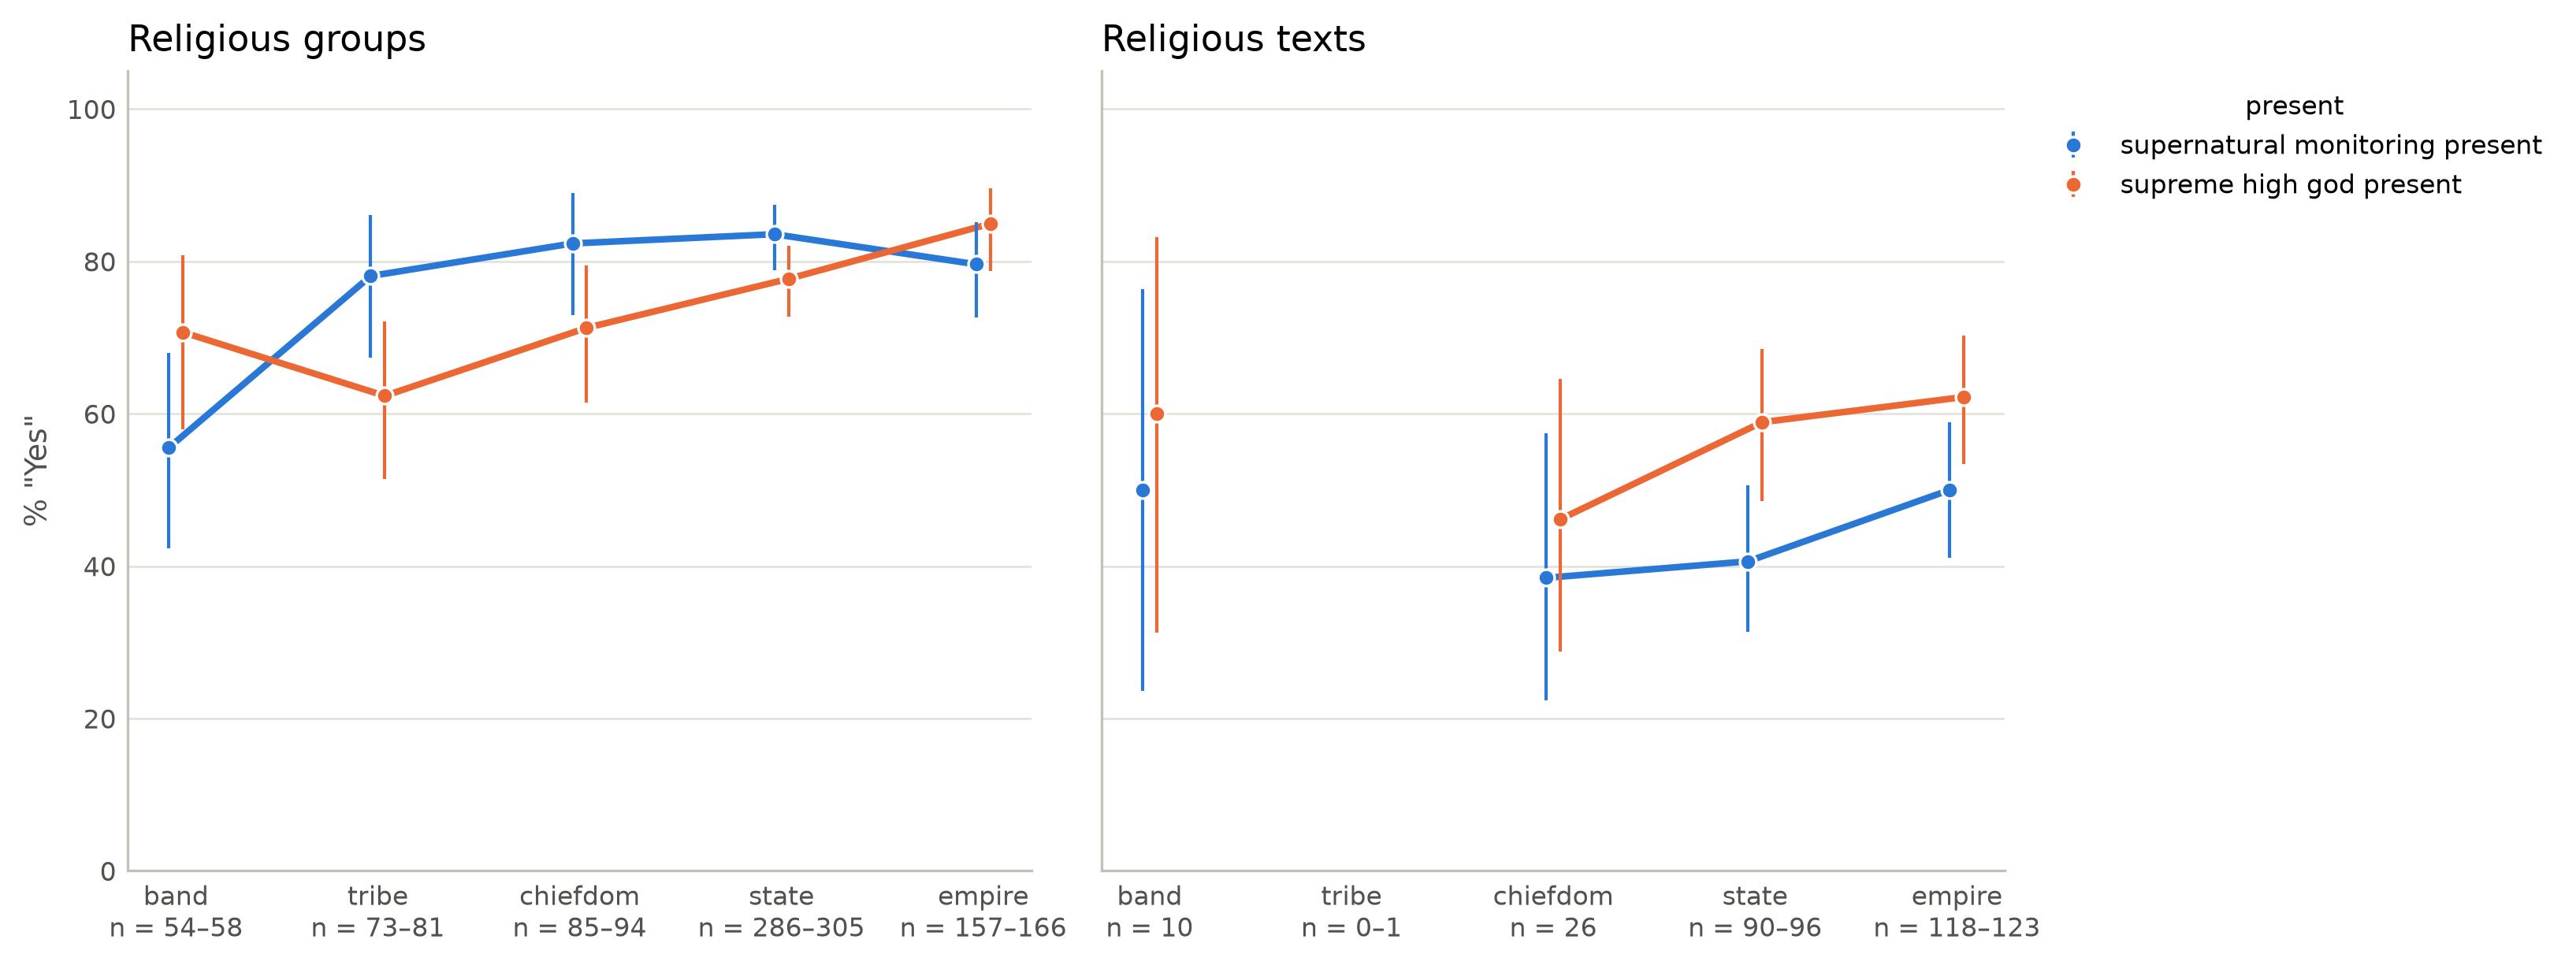 Religious groups
Religious texts
present
supernatural monitoring present
supreme high god present
% "Yes"
100
80
60
40
20
0
band
n = 54–58
tribe
n = 73–81
chiefdom
n = 85–94
state
n = 286–305
empire
n = 157–166
band
n = 10
tribe
n = 0–1
chiefdom
n = 26
state
n = 90–96
empire
n = 118–123